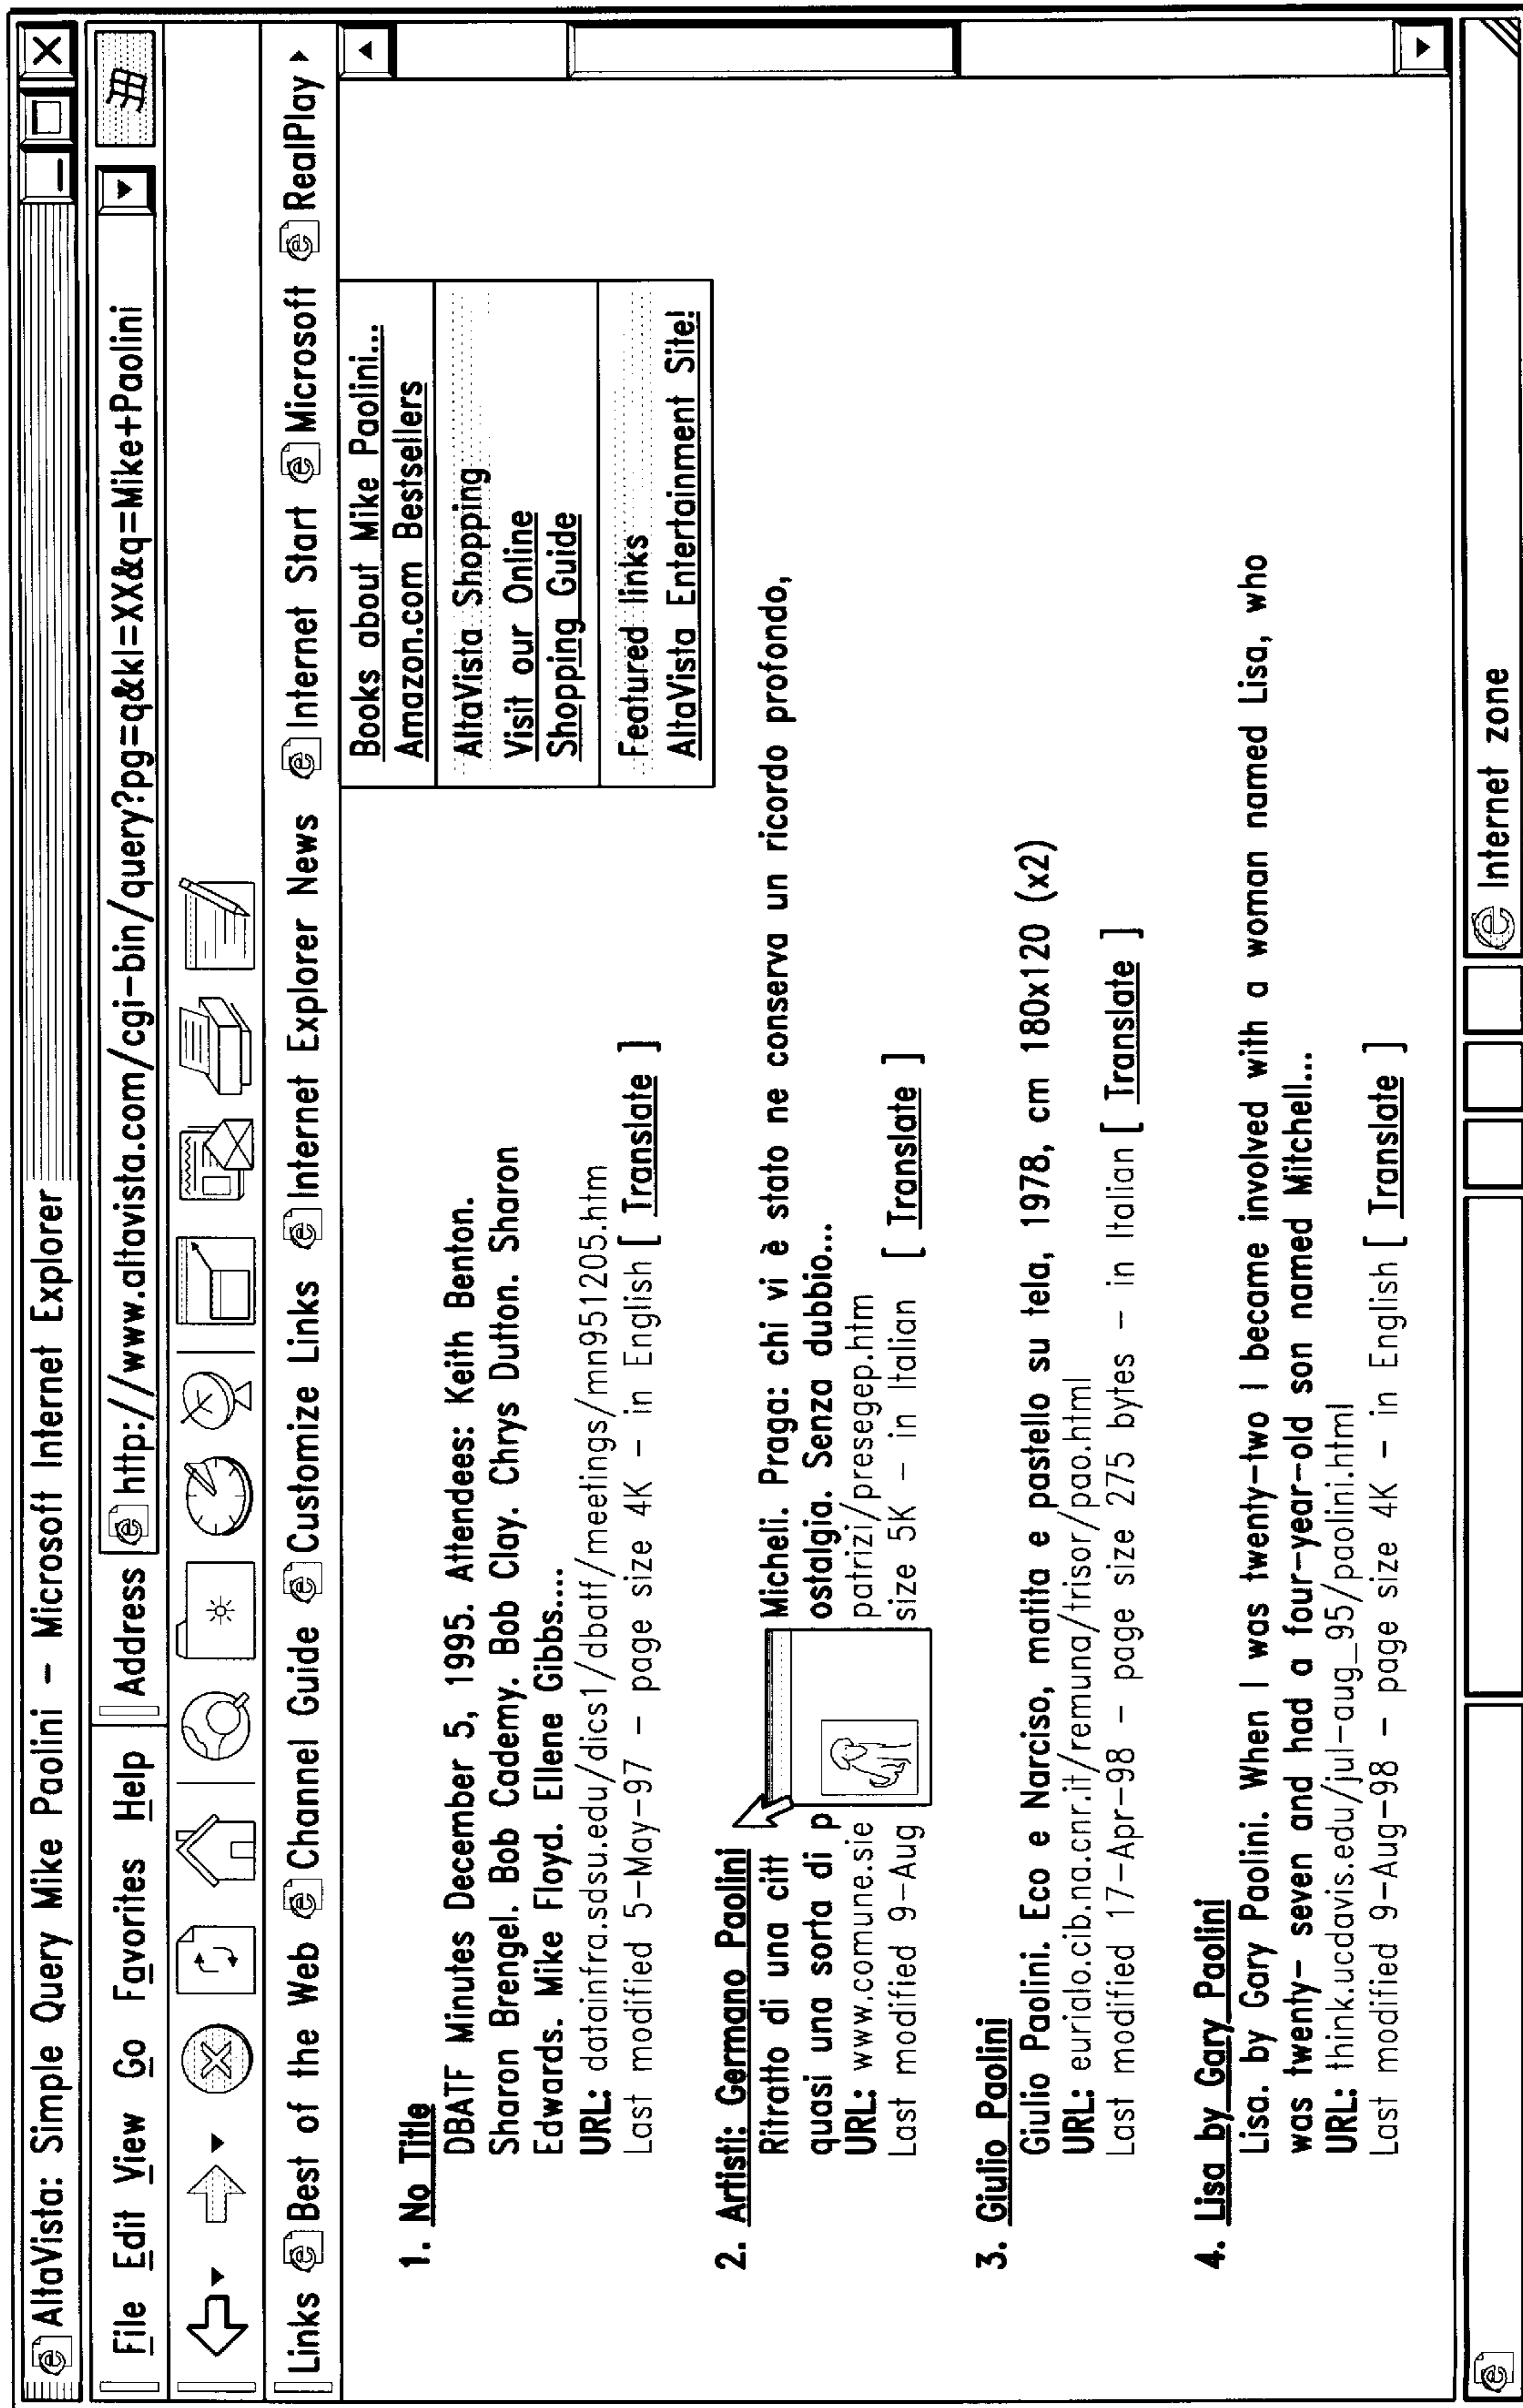 AltaVista: Simple Query Mike Paolini – Microsoft Internet Explorer
File Edit View Go Favorites Help
Address http://www.altavista.com/cgi-bin/query?pg=q&kl=XX&q=Mike+Paolini
Links Best of the Web Channel Guide Customize Links Internet Explorer News Internet Start Microsoft RealPlay
Books about Mike Paolini...
Amazon.com Bestsellers
AltaVista Shopping
Visit our Online
Shopping Guide
Featured links
AltaVista Entertainment Site!
1. No Title
DBATF Minutes December 5, 1995. Attendees: Keith Benton.
Sharon Brengel. Bob Cademy. Bob Clay. Chrys Dutton. Sharon
Edwards. Mike Floyd. Ellene Gibbs....
URL: datainfra.sdsu.edu/dics1/dbatf/meetings/mn951205.htm
Last modified 5-May-97 – page size 4K – in English [ Translate ]
2. Artisti: Germano Paolini
Ritratto di una citt Micheli. Praga: chi vi è stato ne conserva un ricordo profondo,
quasi una sorta di p ostalgia. Senza dubbio...
URL: www.comune.sie patrizi/presegep.htm
Last modified 9-Aug size 5K – in Italian [ Translate ]
3. Giulio Paolini
Giulio Paolini. Eco e Narciso, matita e pastello su tela, 1978, cm 180x120 (x2)
URL: eurialo.cib.na.cnr.it/remuna/trisor/pao.html
Last modified 17-Apr-98 – page size 275 bytes – in Italian [ Translate ]
4. Lisa by Gary Paolini
Lisa. by Gary Paolini. When I was twenty-two I became involved with a woman named Lisa, who
was twenty- seven and had a four-year-old son named Mitchell...
URL: think.ucdavis.edu/jul-aug_95/paolini.html
Last modified 9-Aug-98 – page size 4K – in English [ Translate ]
Internet zone